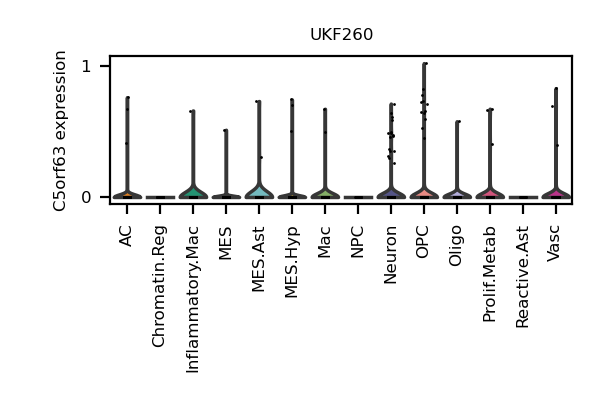 UKF260
C5orf63 expression
1
0
AC
Chromatin.Reg
Inflammatory.Mac
MES
MES.Ast
MES.Hyp
Mac
NPC
Neuron
OPC
Oligo
Prolif.Metab
Reactive.Ast
Vasc